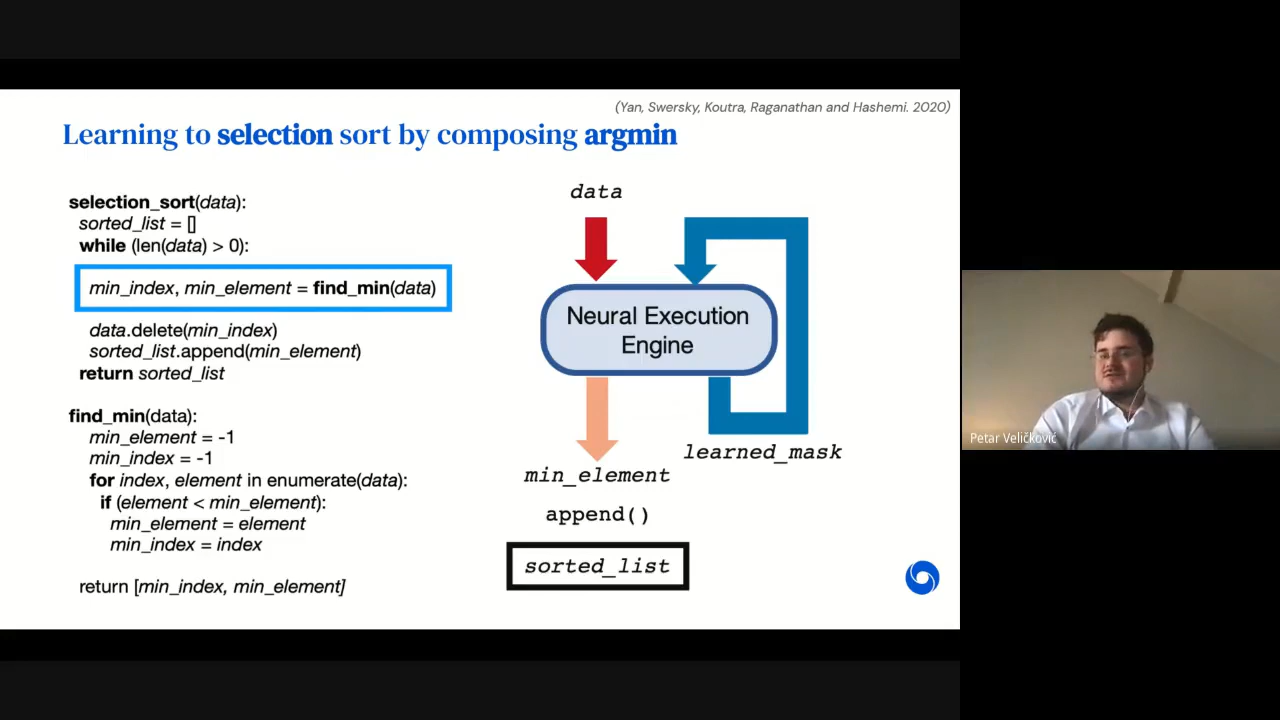 (Yan, Swersky, Koutra, Raganathan and Hashemi. 2020)
Learning to selection sort by composing argmin
selection_sort(data):
sorted_list = []
while (len(data) > 0):
min_index, min_element = find_min(data)
data.delete(min_index)
sorted_list.append(min_element)
return sorted_list
find_min(data):
min_element = -1
min_index = -1
for index, element in enumerate(data):
if (element < min_element):
min_element = element
min_index = index
return [min_index, min_element]
data
Neural Execution
Engine
learned_mask
min_element
append()
sorted_list
Petar Veličković